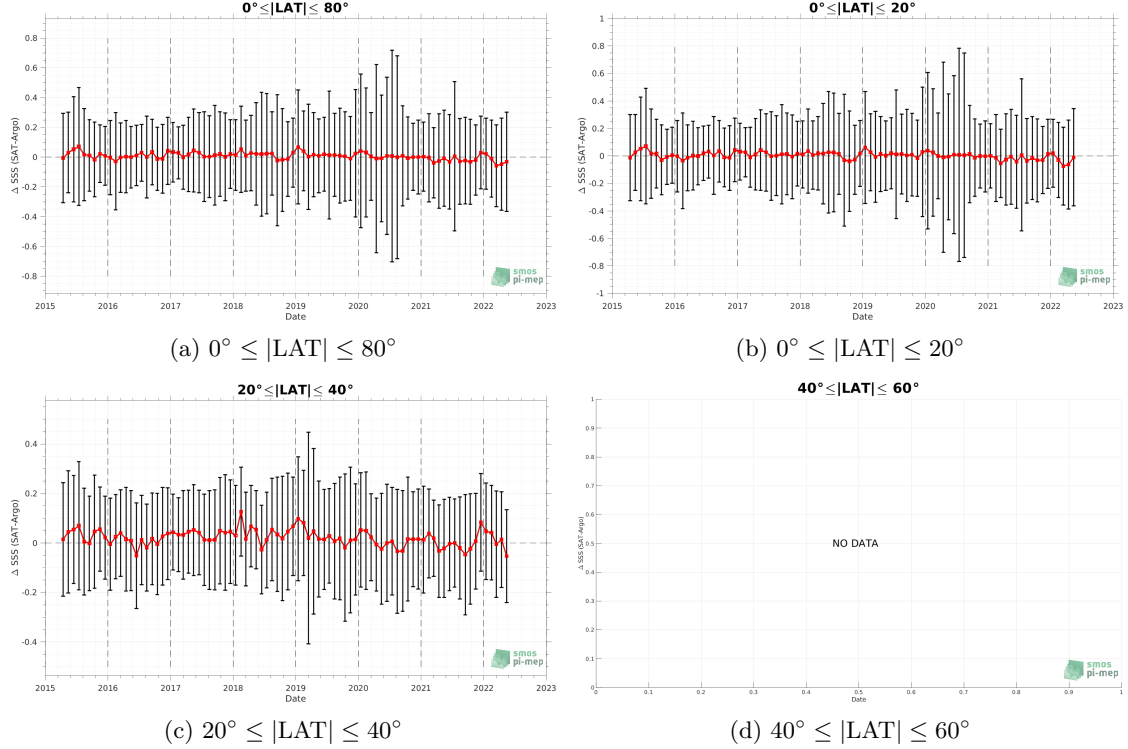 0°≤|LAT|≤ 80°
Δ SSS (SAT-Argo)
0.8
0.6
0.4
0.2
0
-0.2
-0.4
-0.6
-0.8
smos
pi-mep
2015 2016 2017 2018 2019 2020 2021 2022 2023
Date
(a) 0° ≤ |LAT| ≤ 80°
0°≤|LAT|≤ 20°
Δ SSS (SAT-Argo)
1
0.8
0.6
0.4
0.2
0
-0.2
-0.4
-0.6
-0.8
-1
smos
pi-mep
2015 2016 2017 2018 2019 2020 2021 2022 2023
Date
(b) 0° ≤ |LAT| ≤ 20°
20°≤|LAT|≤ 40°
Δ SSS (SAT-Argo)
0.4
0.2
0
-0.2
-0.4
smos
pi-mep
2015 2016 2017 2018 2019 2020 2021 2022 2023
Date
(c) 20° ≤ |LAT| ≤ 40°
40°≤|LAT|≤ 60°
Δ SSS (SAT-Argo)
1
0.9
0.8
0.7
0.6
0.5
0.4
0.3
0.2
0.1
0
NO DATA
smos
pi-mep
0 0.1 0.2 0.3 0.4 0.5 0.6 0.7 0.8 0.9 1
Date
(d) 40° ≤ |LAT| ≤ 60°